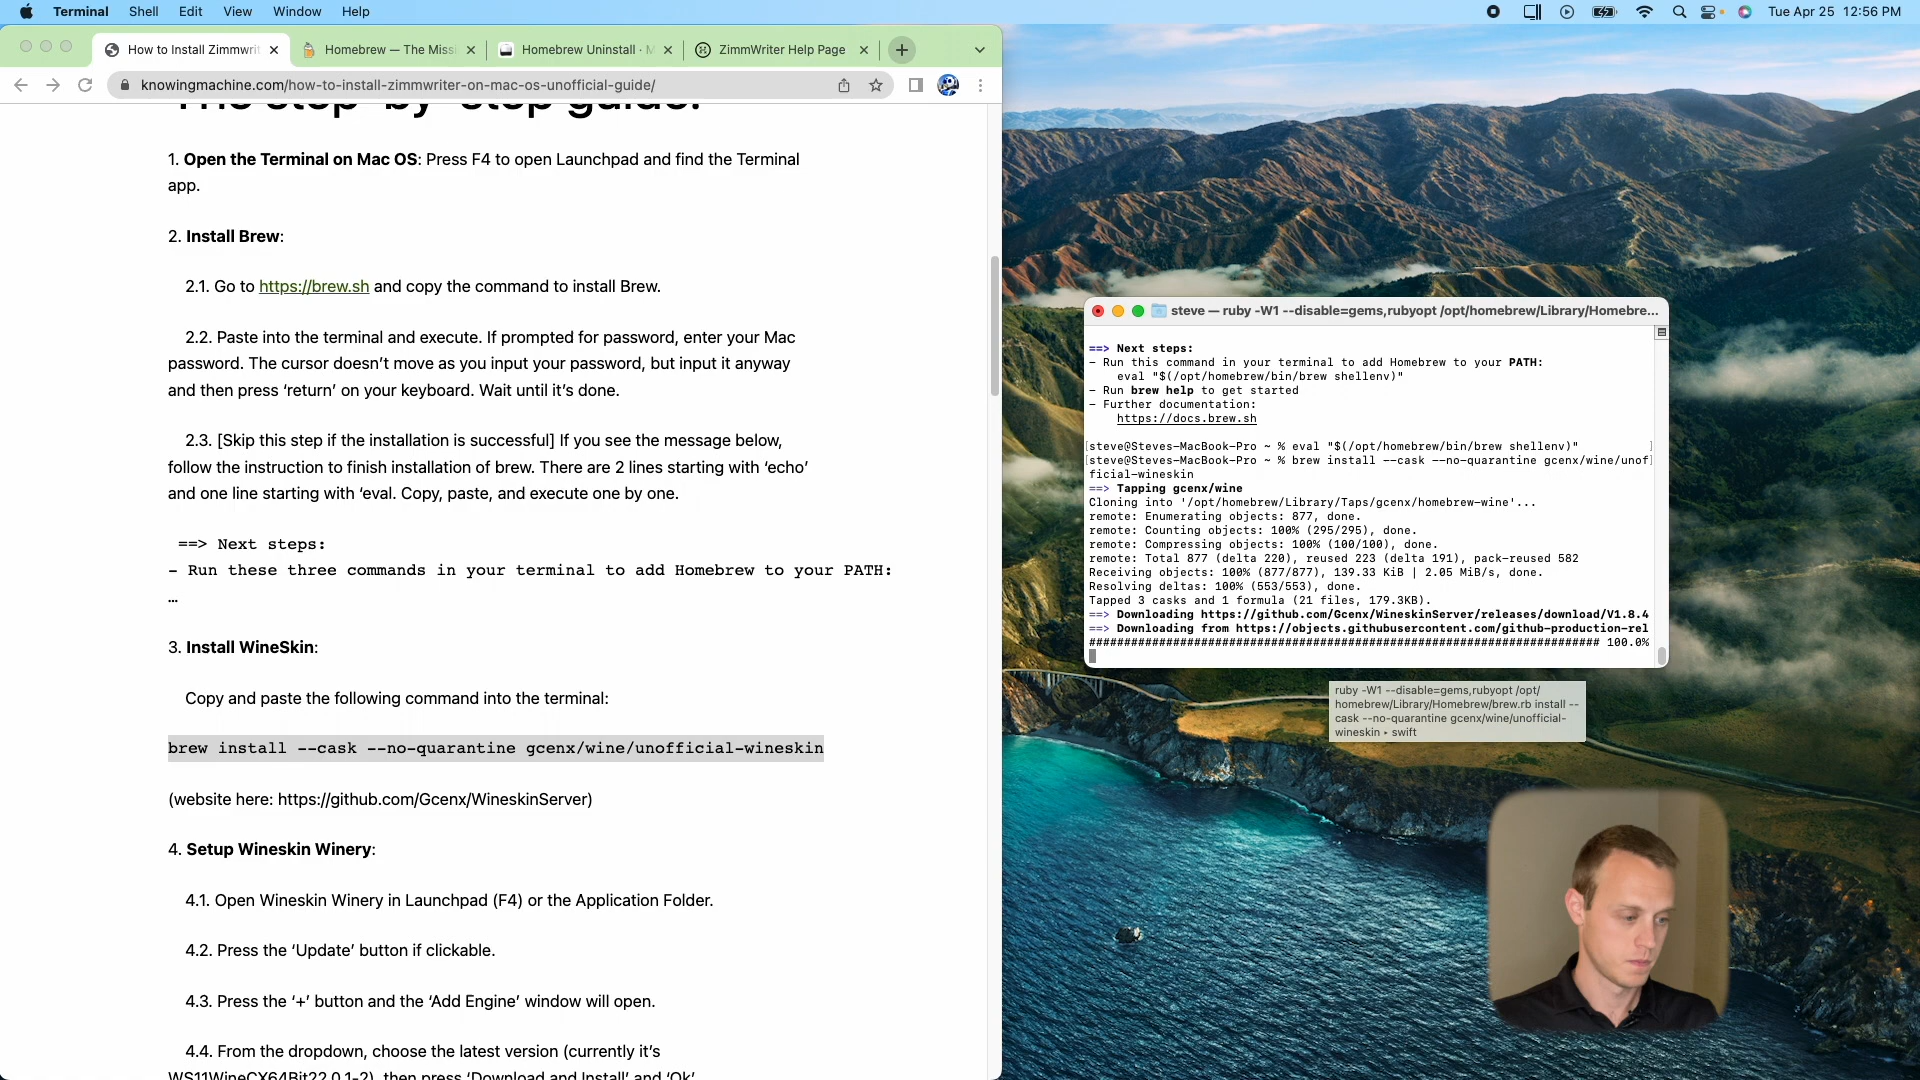 Terminal Shell Edit View Window Help
Tue Apr 25 12:56 PM
How to Install Zimmwrit
Homebrew — The Miss
Homebrew Uninstall · M
ZimmWriter Help Page
knowingmachine.com/how-to-install-zimmwriter-on-mac-os-unofficial-guide/
The step-by-step guide:
1. Open the Terminal on Mac OS: Press F4 to open Launchpad and find the Terminal
app.
2. Install Brew:
2.1. Go to https://brew.sh and copy the command to install Brew.
2.2. Paste into the terminal and execute. If prompted for password, enter your Mac
password. The cursor doesn’t move as you input your password, but input it anyway
and then press ‘return’ on your keyboard. Wait until it’s done.
2.3. [Skip this step if the installation is successful] If you see the message below,
follow the instruction to finish installation of brew. There are 2 lines starting with ‘echo’
and one line starting with ‘eval. Copy, paste, and execute one by one.
==> Next steps:
– Run these three commands in your terminal to add Homebrew to your PATH:
…
3. Install WineSkin:
Copy and paste the following command into the terminal:
brew install --cask --no-quarantine gcenx/wine/unofficial-wineskin
(website here: https://github.com/Gcenx/WineskinServer)
4. Setup Wineskin Winery:
4.1. Open Wineskin Winery in Launchpad (F4) or the Application Folder.
4.2. Press the ‘Update’ button if clickable.
4.3. Press the ‘+’ button and the ‘Add Engine’ window will open.
4.4. From the dropdown, choose the latest version (currently it’s
WS11WineCX64Bit22.0.1-2), then press ‘Download and Install’ and ‘Ok’
steve — ruby -W1 --disable=gems,rubyopt /opt/homebrew/Library/Homebre...
==> Next steps:
- Run this command in your terminal to add Homebrew to your PATH:
eval "$(/opt/homebrew/bin/brew shellenv)"
- Run brew help to get started
- Further documentation:
https://docs.brew.sh
[steve@Steves-MacBook-Pro ~ % eval "$(/opt/homebrew/bin/brew shellenv)" ]
[steve@Steves-MacBook-Pro ~ % brew install --cask --no-quarantine gcenx/wine/unof]
ficial-wineskin
==> Tapping gcenx/wine
Cloning into '/opt/homebrew/Library/Taps/gcenx/homebrew-wine'...
remote: Enumerating objects: 877, done.
remote: Counting objects: 100% (295/295), done.
remote: Compressing objects: 100% (100/100), done.
remote: Total 877 (delta 220), reused 223 (delta 191), pack-reused 582
Receiving objects: 100% (877/877), 139.33 KiB | 2.05 MiB/s, done.
Resolving deltas: 100% (553/553), done.
Tapped 3 casks and 1 formula (21 files, 179.3KB).
==> Downloading https://github.com/Gcenx/WineskinServer/releases/download/V1.8.4
==> Downloading from https://objects.githubusercontent.com/github-production-rel
######################################################################### 100.0%
ruby -W1 --disable=gems,rubyopt /opt/
homebrew/Library/Homebrew/brew.rb install --
cask --no-quarantine gcenx/wine/unofficial-
wineskin ▸ swift